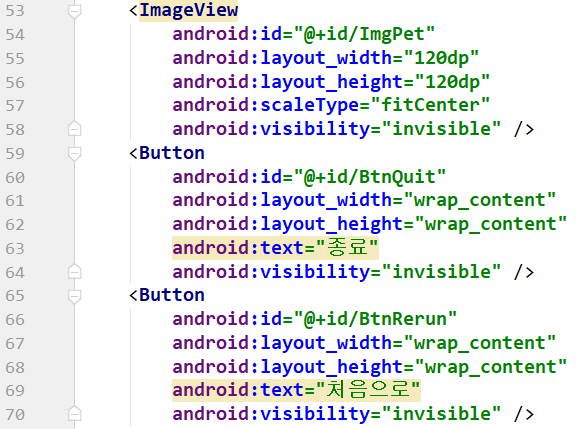 53 <ImageView
54 android:id="@+id/ImgPet"
55 android:layout_width="120dp"
56 android:layout_height="120dp"
57 android:scaleType="fitCenter"
58 android:visibility="invisible" />
59 <Button
60 android:id="@+id/BtnQuit"
61 android:layout_width="wrap_content"
62 android:layout_height="wrap_content"
63 android:text="종료"
64 android:visibility="invisible" />
65 <Button
66 android:id="@+id/BtnRerun"
67 android:layout_width="wrap_content"
68 android:layout_height="wrap_content"
69 android:text="처음으로"
70 android:visibility="invisible" />